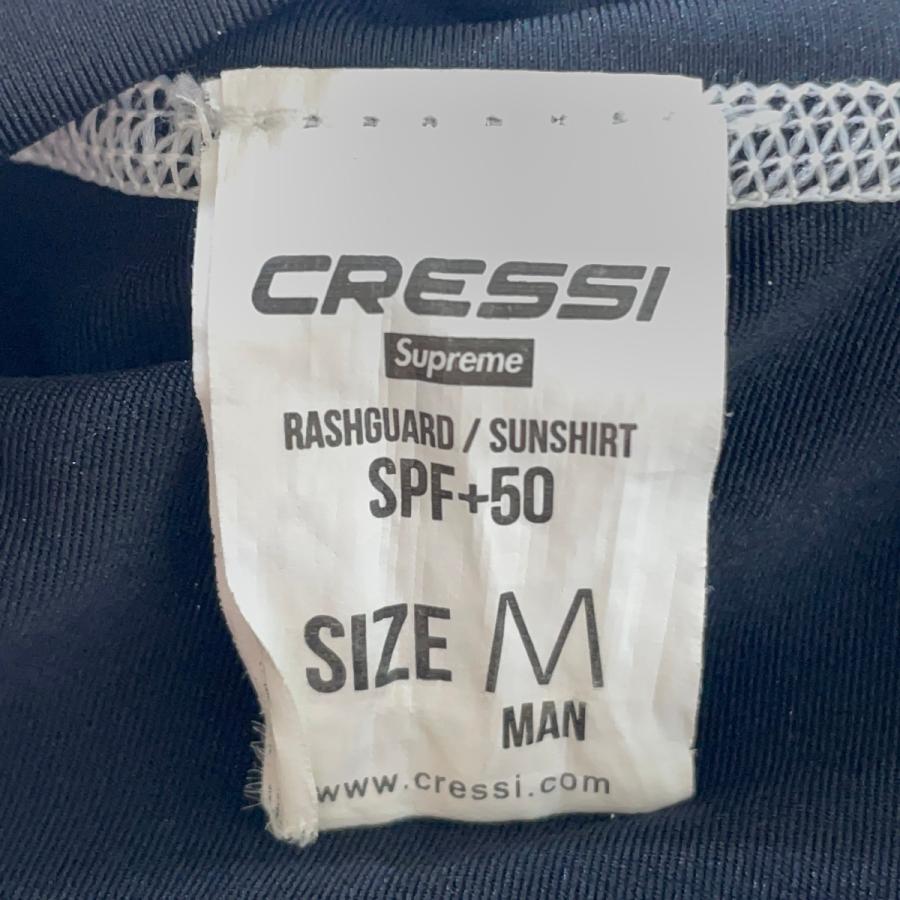 CRESSI
Supreme
RASHGUARD / SUNSHIRT
SPF+50
SIZE M
MAN
www.cressi.com